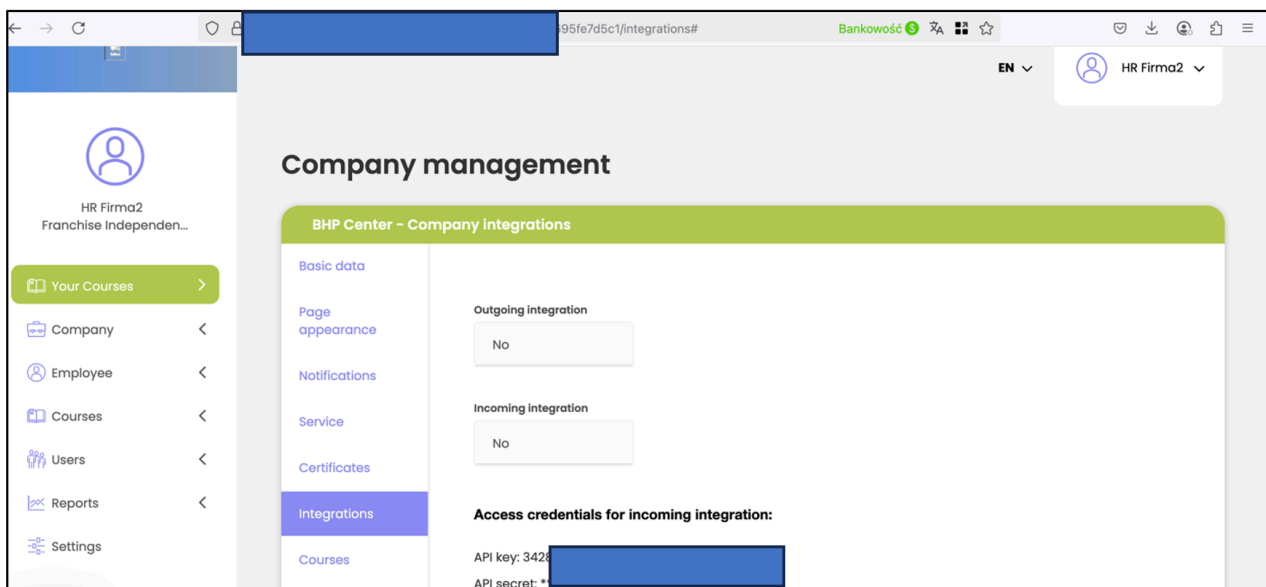 595fe7d5c1/integrations#
Bankowość S
EN
HR Firma2
Company management
HR Firma2
Franchise Independen...
Your Courses
Company
Employee
Courses
Users
Reports
Settings
BHP Center - Company integrations
Basic data
Page
appearance
Notifications
Service
Certificates
Integrations
Courses
Outgoing integration
No
Incoming integration
No
Access credentials for incoming integration:
API key: 3428
API secret: **